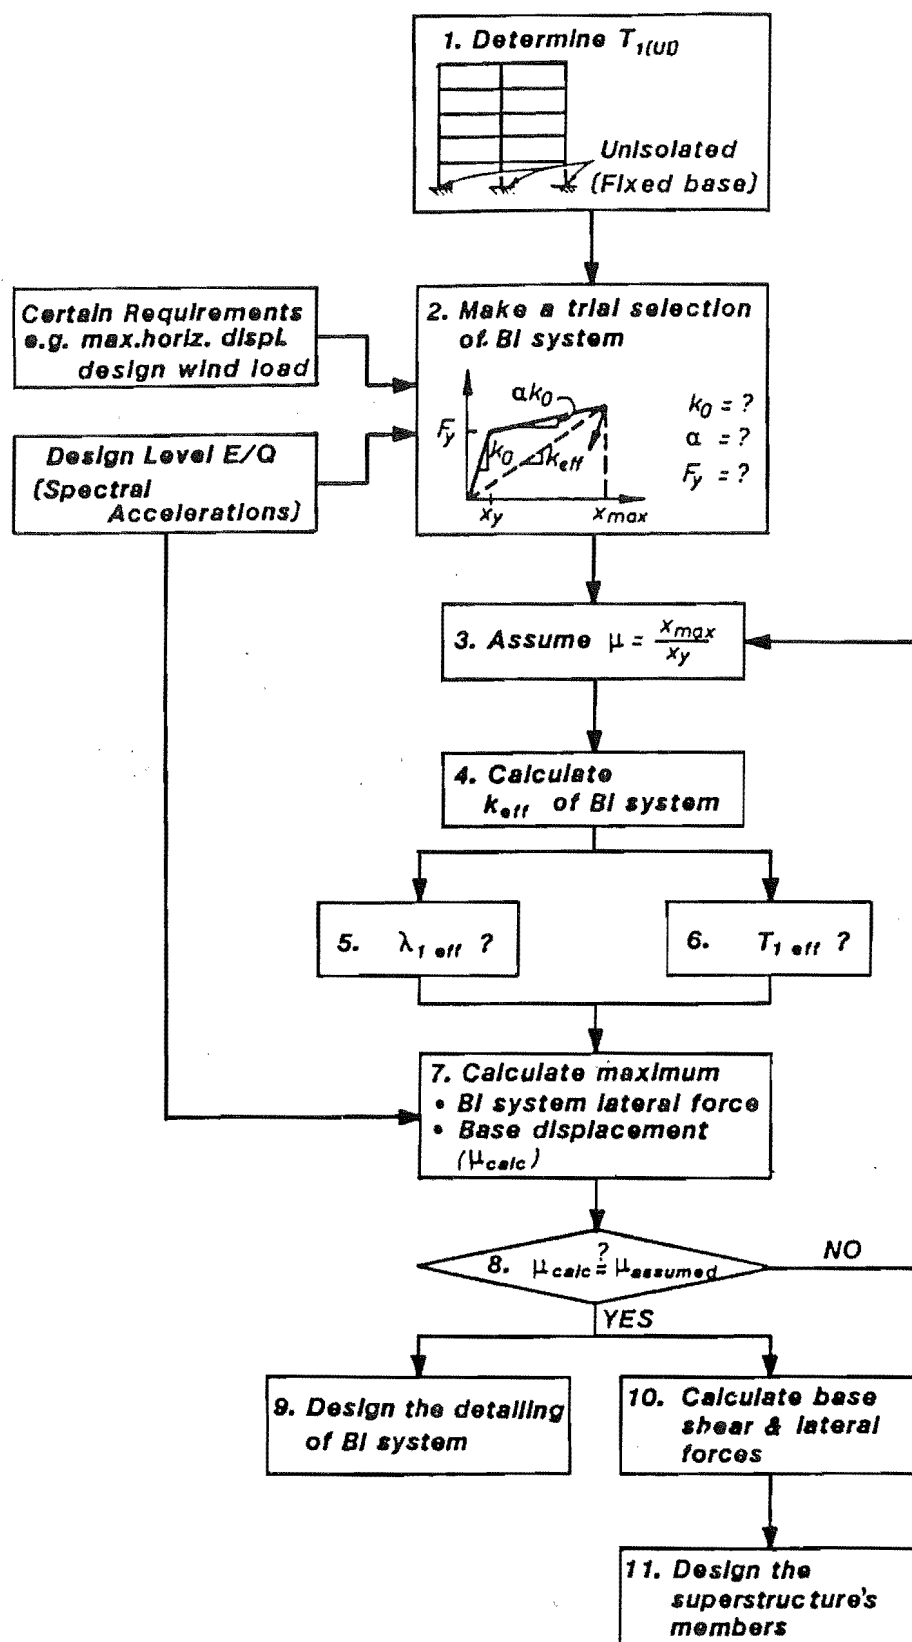 1. Determine T1(UI)
Unisolated
(Fixed base)
Certain Requirements
e.g. max.horiz. displ.
design wind load
Design Level E/Q
(Spectral
Accelerations)
2. Make a trial selection
of BI system
αk0
Fy
k0
keff
xy
xmax
k0 = ?
α = ?
Fy = ?
3. Assume μ = xmax/xy
4. Calculate
keff of BI system
5. λ1 eff ?
6. T1 eff ?
7. Calculate maximum
• BI system lateral force
• Base displacement
(μcalc)
8. μcalc =? μassumed
NO
YES
9. Design the detailing
of BI system
10. Calculate base
shear & lateral
forces
11. Design the
superstructure's
members